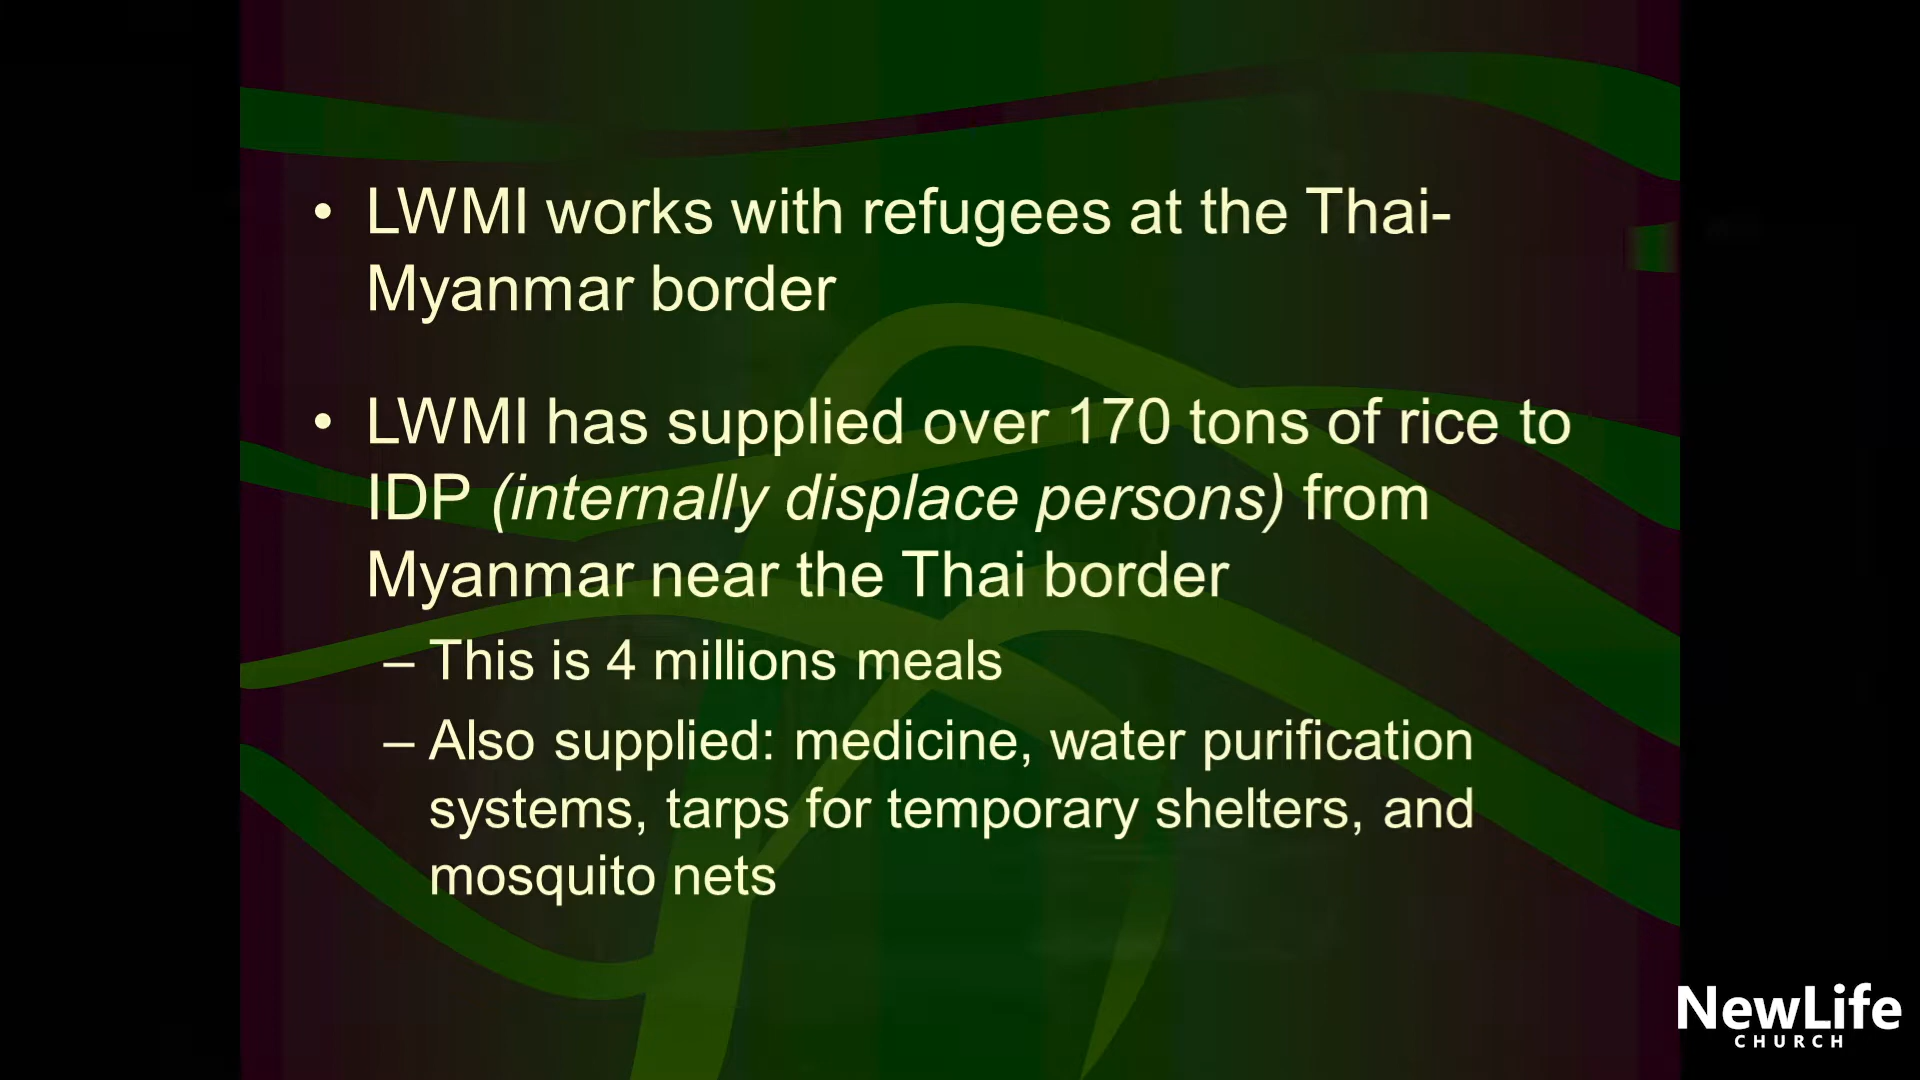 • LWMI works with refugees at the Thai-
Myanmar border
• LWMI has supplied over 170 tons of rice to
IDP (internally displace persons) from
Myanmar near the Thai border
– This is 4 millions meals
– Also supplied: medicine, water purification
systems, tarps for temporary shelters, and
mosquito nets
NewLife
CHURCH